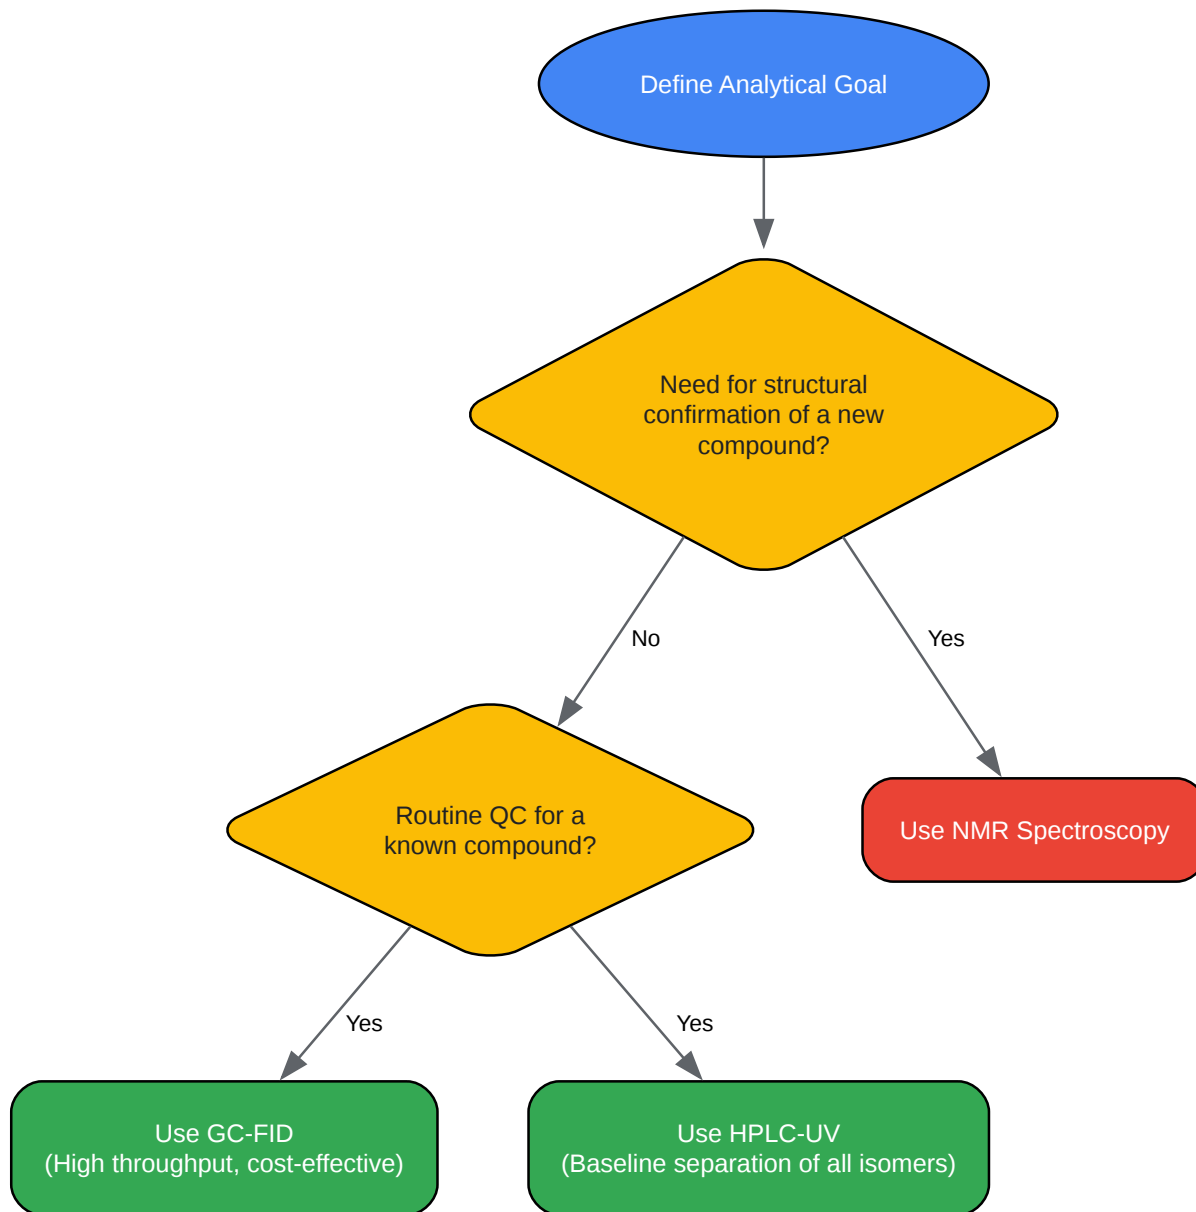 Define Analytical Goal
Need for structural
confirmation of a new
compound?
No
Yes
Routine QC for a
known compound?
Use NMR Spectroscopy
Yes
Yes
Use GC-FID
(High throughput, cost-effective)
Use HPLC-UV
(Baseline separation of all isomers)